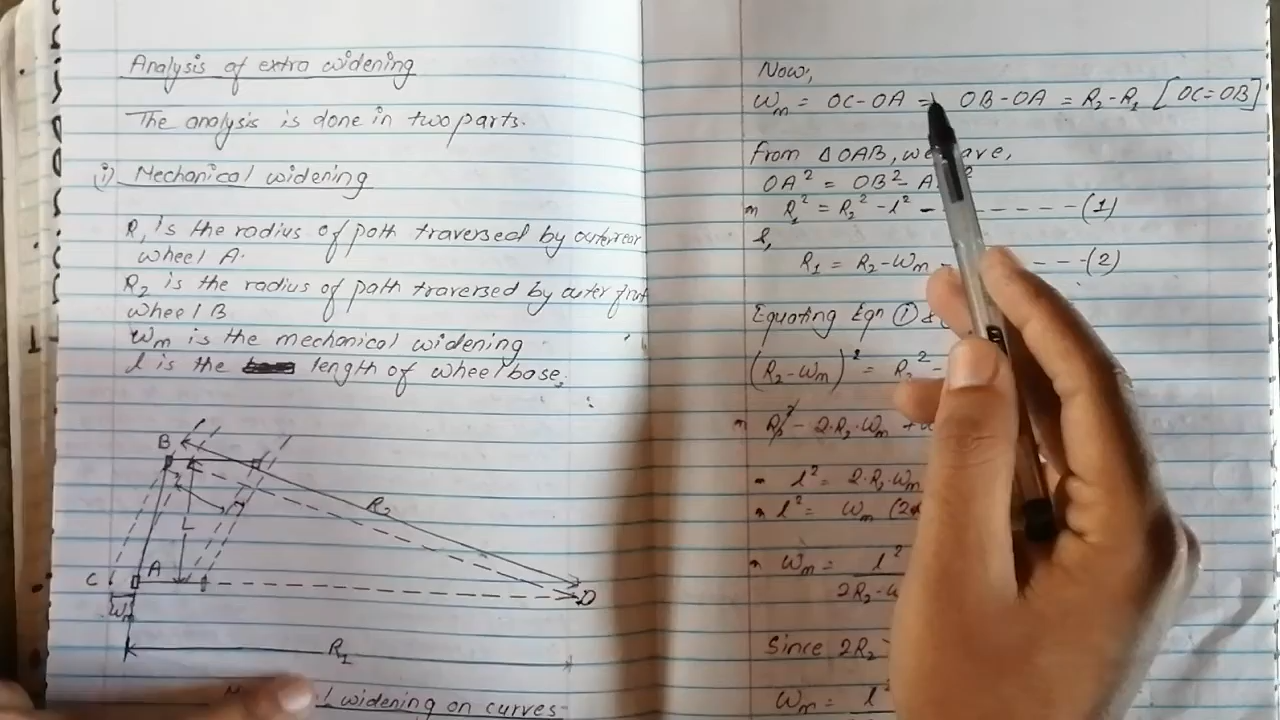 Analysis of extra widening
The analysis is done in two parts.
i) Mechanical widening
R₁ is the radius of path traversed by outer rear
wheel A.
R₂ is the radius of path traversed by outer
wheel B
Wm is the mechanical widening
l is the length of wheel base.
B
R₂
L
C
A
W
O
R₁
widening on curves-
Now,
Wm = OC-OA = OB-OA = R₂-R₁ [OC=OB]
from ΔOAB, we have,
OA² = OB²- A
R₁² = R₂² - l² - - - - - - - (1)
&,
R₁ = R₂-Wm - - - - (2)
Equating Eqn ① &
(R₂-Wm)² = R₂² -
R₂² - 2·R₂·Wm +
l² = 2·R₂·Wm
l² = Wm (2
Wm = l²
2R₂-W
Since 2R₂
Wm = l²